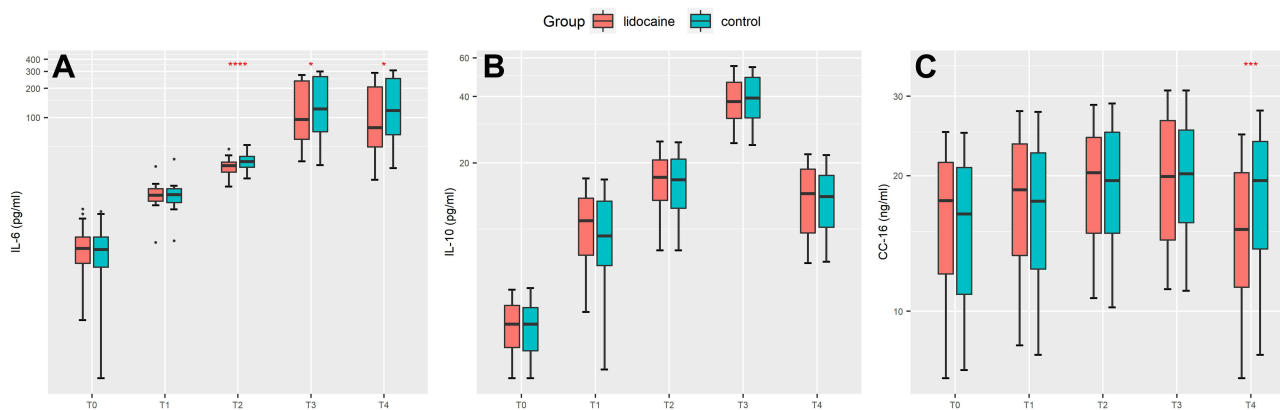 Group lidocaine control
A
IL-6 (pg/ml)
400
300
200
100
**** * *
T0 T1 T2 T3 T4
B
IL-10 (pg/ml)
60
40
20
T0 T1 T2 T3 T4
C
CC-16 (ng/ml)
30
20
10
***
T0 T1 T2 T3 T4